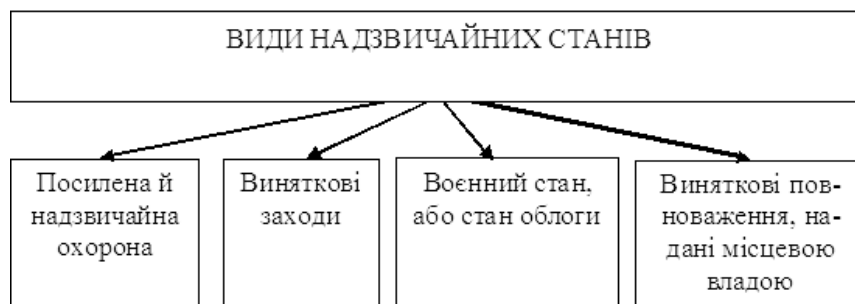 ВИДИ НАДЗВИЧАЙНИХ СТАНІВ
Посилена й
надзвичайна
охорона
Виняткові
заходи
Воєнний стан,
або стан облоги
Виняткові пов-
новаження, на-
дані місцевою
владою